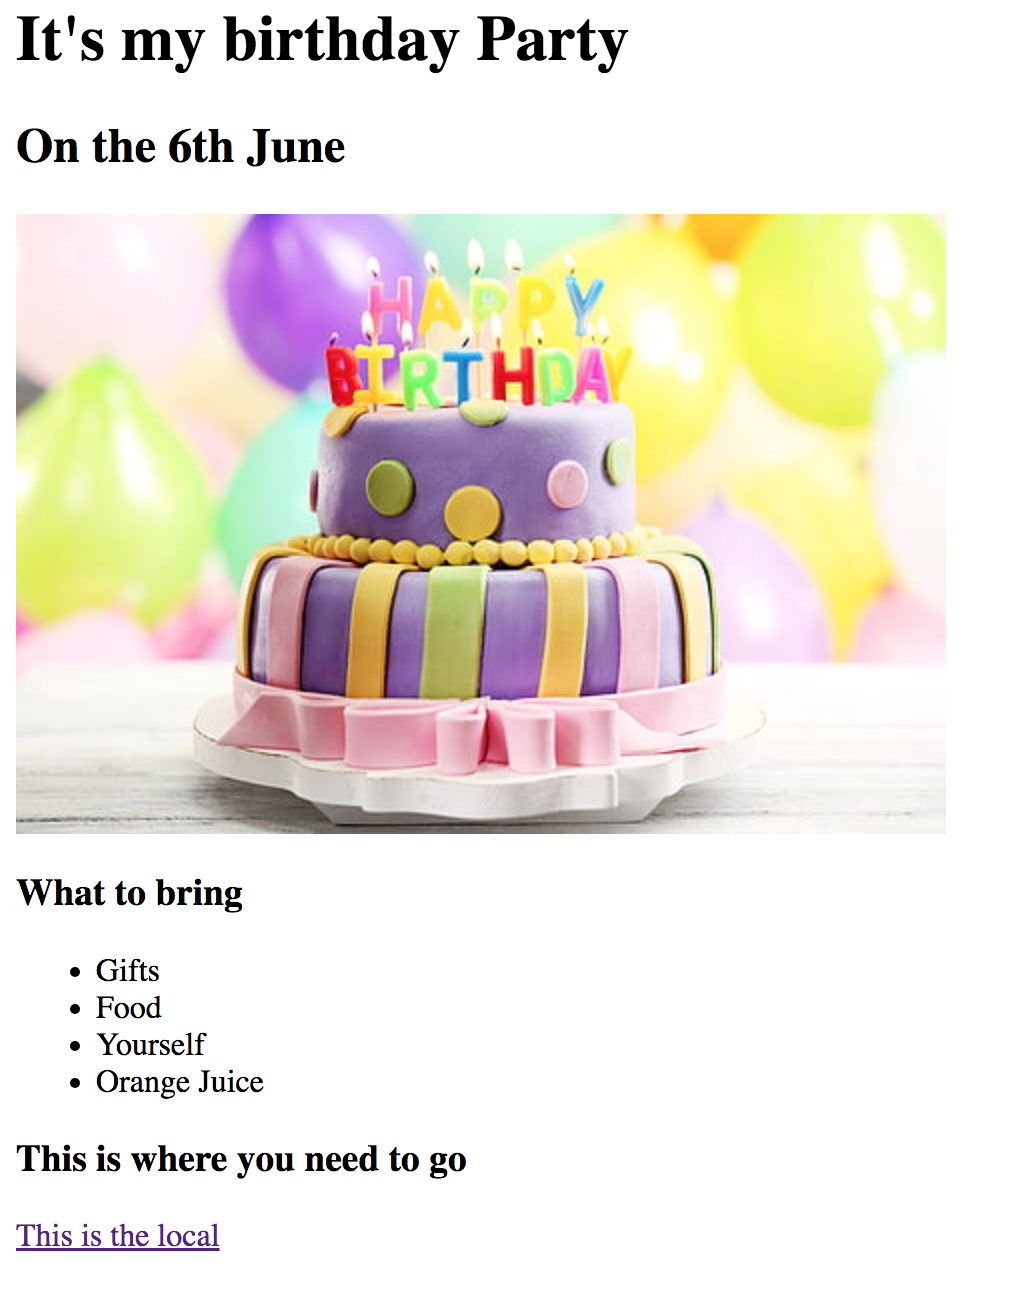 It's my birthday Party
On the 6th June
HAPPY
BIRTHDAY
What to bring
Gifts
Food
Yourself
Orange Juice
This is where you need to go
This is the local